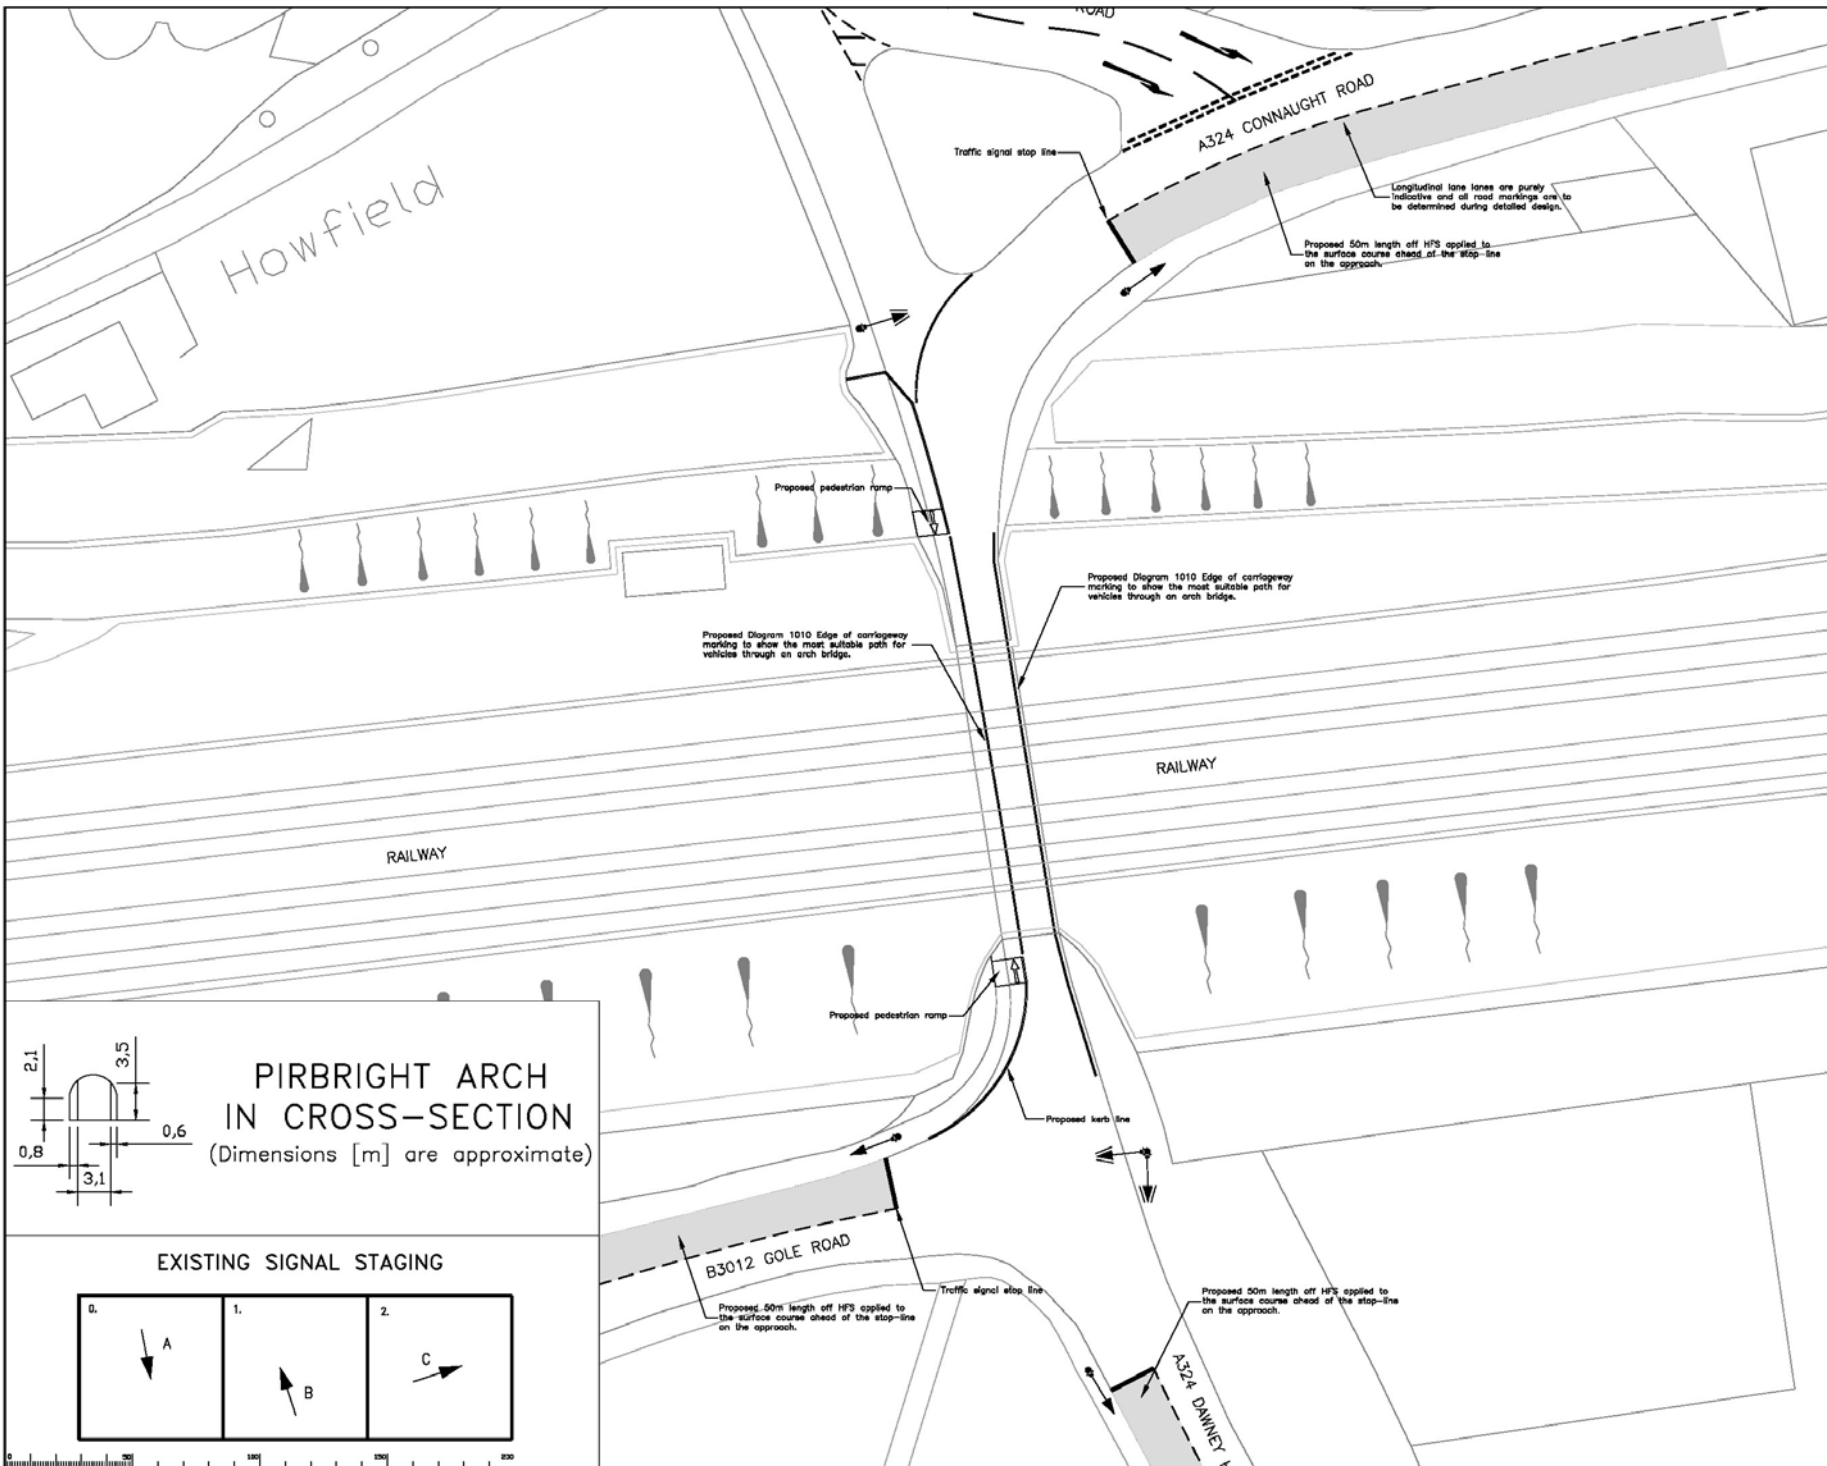 ROAD
A324 CONNAUGHT ROAD
Traffic signal stop line
Longitudinal lane lanes are purely
indicative and all road markings are to
be determined during detailed design.
Proposed 50m length off HFS applied to
the surface course ahead of the stop-line
on the approach.
Howfield
Proposed pedestrian ramp
Proposed Diagram 1010 Edge of carriageway
marking to show the most suitable path for
vehicles through an arch bridge.
Proposed Diagram 1010 Edge of carriageway
marking to show the most suitable path for
vehicles through an arch bridge.
RAILWAY
RAILWAY
Proposed pedestrian ramp
Proposed kerb line
PIRBRIGHT ARCH
IN CROSS-SECTION
(Dimensions [m] are approximate)
2,1
3,5
0,8
0,6
3,1
B3012 GOLE ROAD
Traffic signal stop line
Proposed 50m length off HFS applied to
the surface course ahead of the stop-line
on the approach.
Proposed 50m length off HFS applied to
the surface course ahead of the stop-line
on the approach.
A324 DAWNEY
EXISTING SIGNAL STAGING
0.
A
1.
B
2.
C
0
50
100
150
200